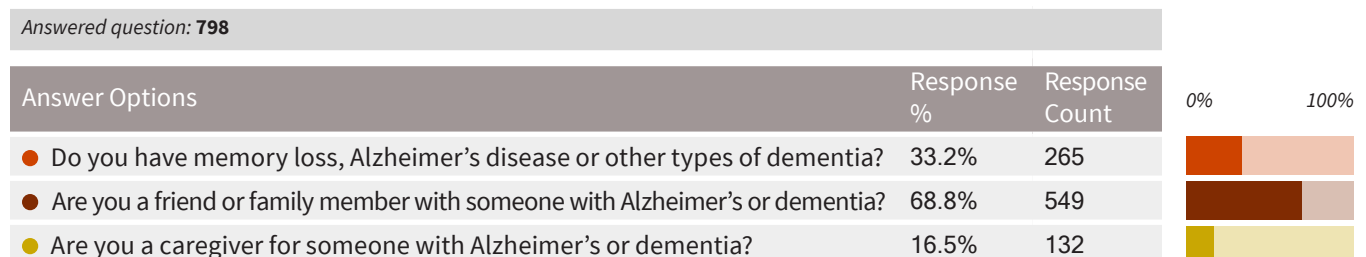 Answered question: 798
Answer Options Response % Response Count 0% 100%
Do you have memory loss, Alzheimer’s disease or other types of dementia? 33.2% 265
Are you a friend or family member with someone with Alzheimer’s or dementia? 68.8% 549
Are you a caregiver for someone with Alzheimer’s or dementia? 16.5% 132